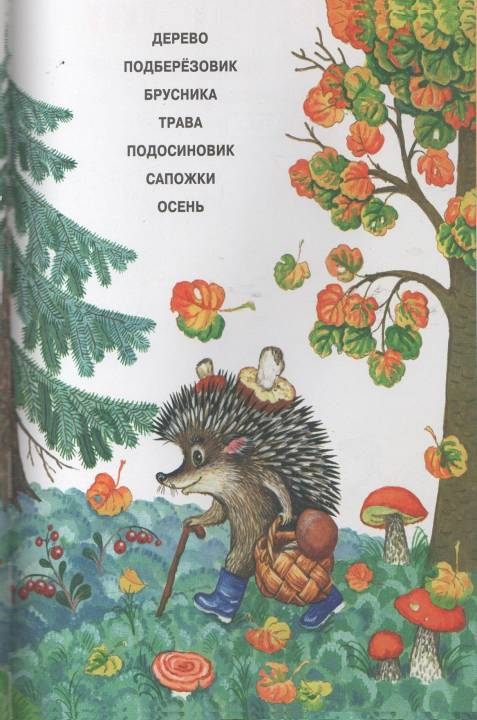 ДЕРЕВО
ПОДБЕРЁЗОВИК
БРУСНИКА
ТРАВА
ПОДОСИНОВИК
САПОЖКИ
ОСЕНЬ